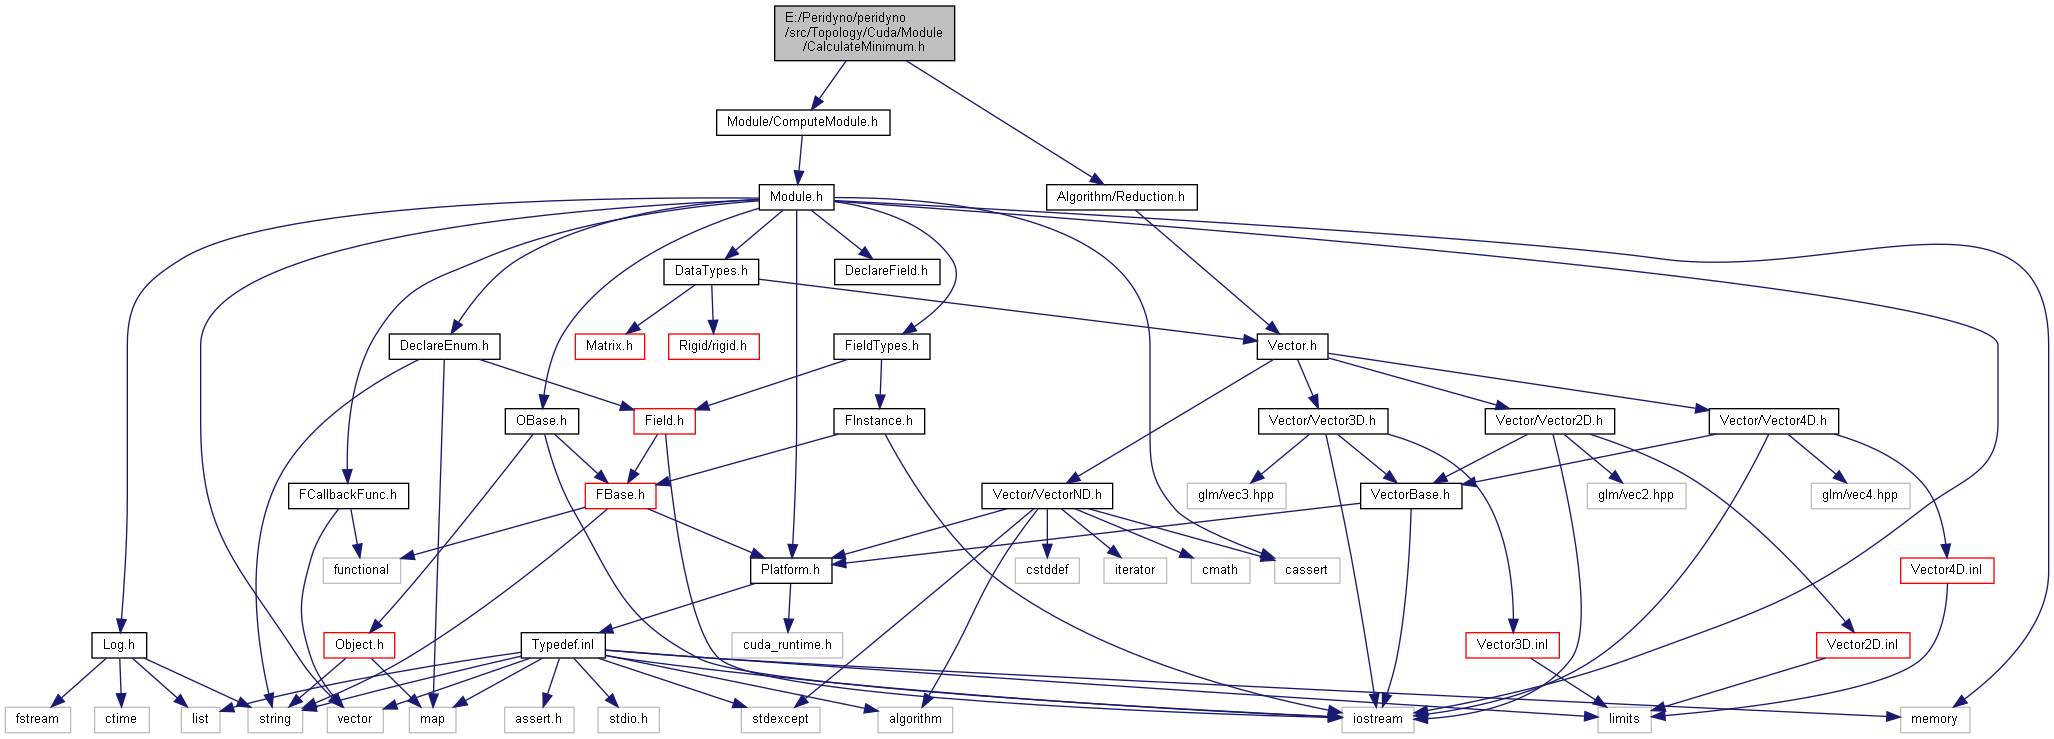 E:/Peridyno/peridyno
/src/Topology/Cuda/Module
/CalculateMinimum.h
Module/ComputeModule.h
Module.h
Algorithm/Reduction.h
DataTypes.h
DeclareField.h
DeclareEnum.h
Matrix.h
Rigid/rigid.h
FieldTypes.h
Vector.h
OBase.h
Field.h
FInstance.h
Vector/Vector3D.h
Vector/Vector2D.h
Vector/Vector4D.h
FCallbackFunc.h
FBase.h
Vector/VectorND.h
glm/vec3.hpp
VectorBase.h
glm/vec2.hpp
glm/vec4.hpp
functional
Platform.h
cstddef
iterator
cmath
cassert
Vector4D.inl
Log.h
Object.h
Typedef.inl
cuda_runtime.h
Vector3D.inl
Vector2D.inl
fstream
ctime
list
string
vector
map
assert.h
stdio.h
stdexcept
algorithm
iostream
limits
memory